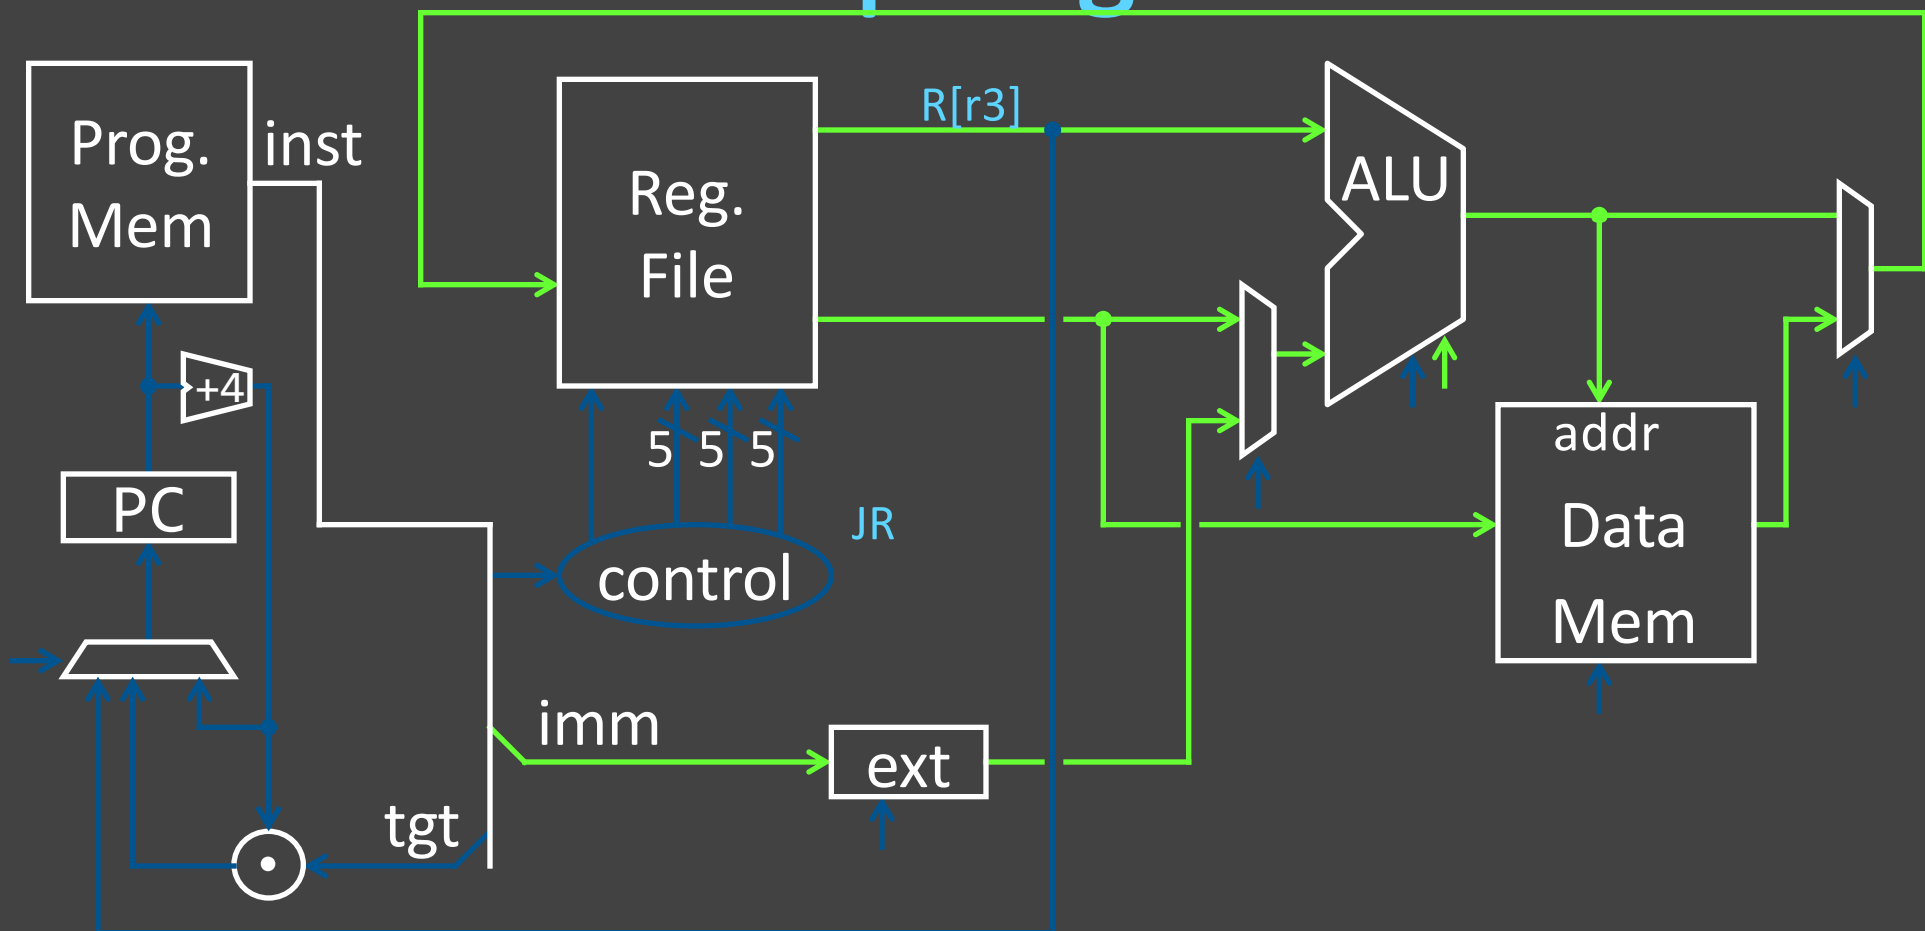 Prog.
Mem
inst
R[r3]
Reg.
File
ALU
+4
5 5 5
addr
PC
JR
Data
control
Mem
imm
ext
tgt